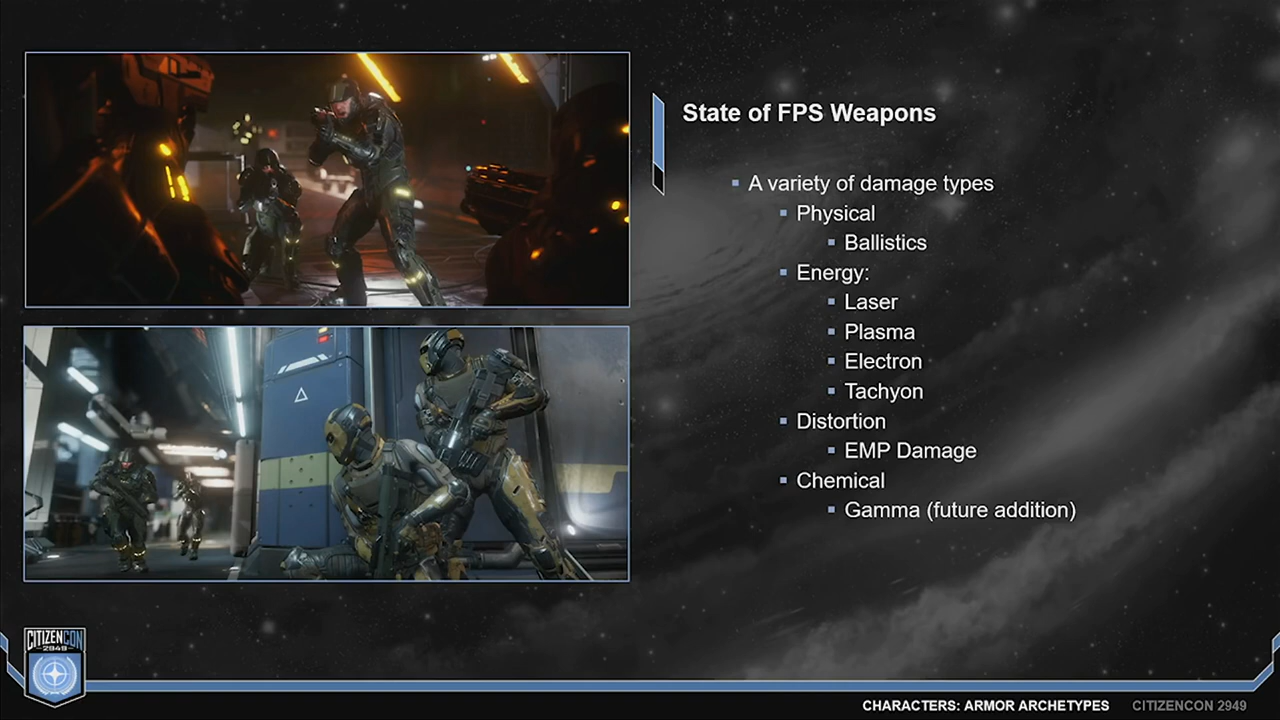 State of FPS Weapons
A variety of damage types
Physical
Ballistics
Energy:
Laser
Plasma
Electron
Tachyon
Distortion
EMP Damage
Chemical
Gamma (future addition)
CITIZENCON
2949
CHARACTERS: ARMOR ARCHETYPES CITIZENCON 2949